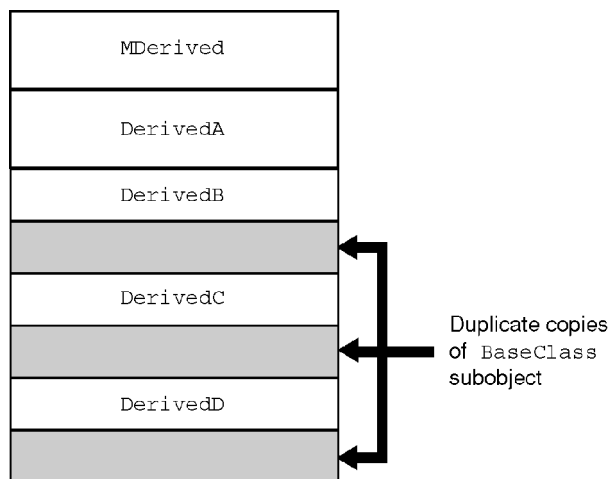 MDerived
DerivedA
DerivedB
DerivedC
DerivedD
Duplicate copies
of BaseClass
subobject